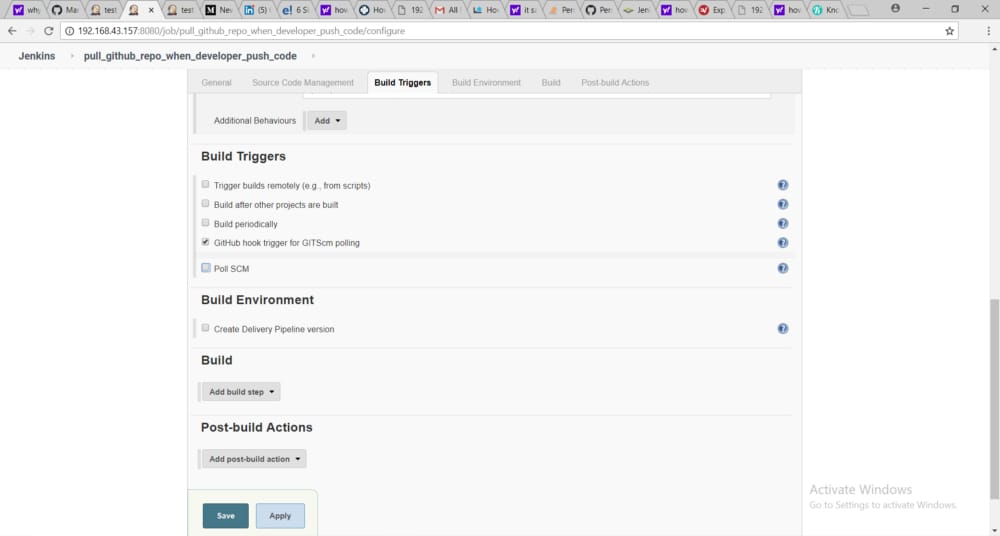 why
Ma
test
test
Nev
(5) (
6 SI
how
Ho
192
All
Ho
it sa
Per
Per
Jen
how
Exp
192
how
Kno
192.168.43.157:8080/job/pull_github_repo_when_developer_push_code/configure
Jenkins
pull_github_repo_when_developer_push_code
General Source Code Management Build Triggers Build Environment Build Post-build Actions
Additional Behaviours Add
Build Triggers
Trigger builds remotely (e.g., from scripts)
Build after other projects are built
Build periodically
GitHub hook trigger for GITScm polling
Poll SCM
Build Environment
Create Delivery Pipeline version
Build
Add build step
Post-build Actions
Add post-build action
Save Apply
Activate Windows
Go to Settings to activate Windows.